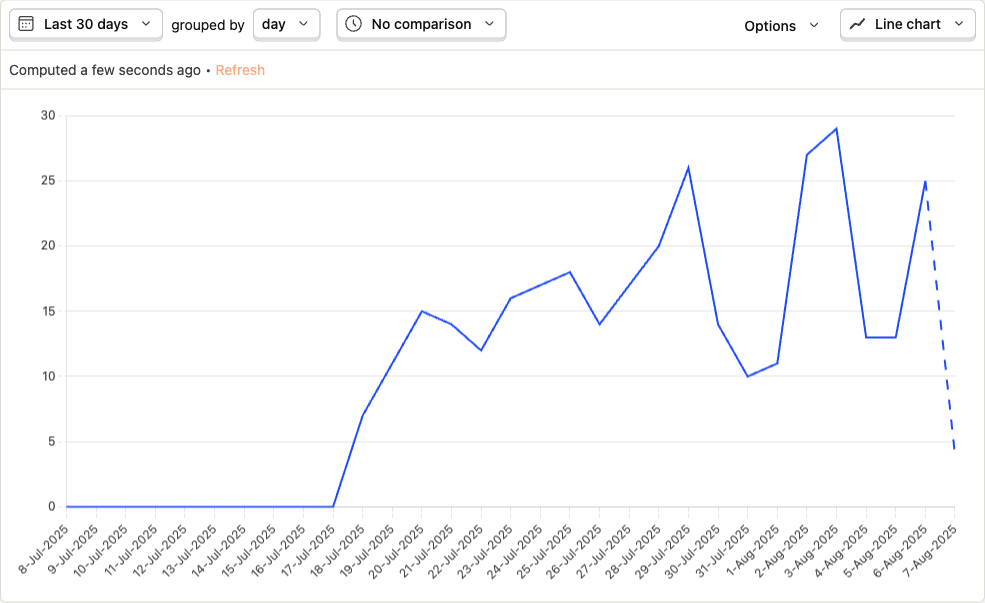 Last 30 days grouped by day No comparison Options Line chart
Computed a few seconds ago • Refresh
30
25
20
15
10
5
0
8-Jul-2025
9-Jul-2025
10-Jul-2025
11-Jul-2025
12-Jul-2025
13-Jul-2025
14-Jul-2025
15-Jul-2025
16-Jul-2025
17-Jul-2025
18-Jul-2025
19-Jul-2025
20-Jul-2025
21-Jul-2025
22-Jul-2025
23-Jul-2025
24-Jul-2025
25-Jul-2025
26-Jul-2025
27-Jul-2025
28-Jul-2025
29-Jul-2025
30-Jul-2025
31-Jul-2025
1-Aug-2025
2-Aug-2025
3-Aug-2025
4-Aug-2025
5-Aug-2025
6-Aug-2025
7-Aug-2025